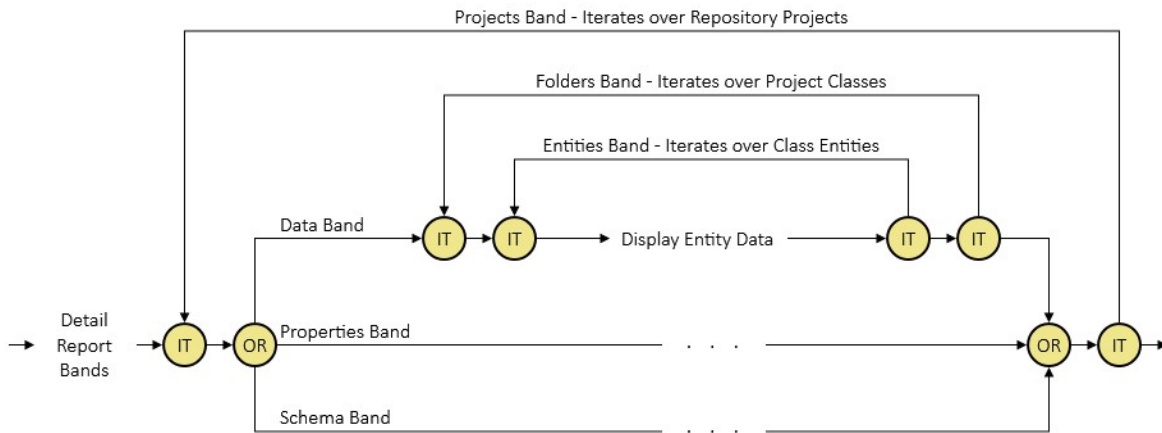 Projects Band - Iterates over Repository Projects
Folders Band - Iterates over Project Classes
Entities Band - Iterates over Class Entities
Data Band
IT
IT
Display Entity Data
IT
IT
Detail
Report
Bands
IT
OR
Properties Band
. . .
OR
IT
Schema Band
. . .